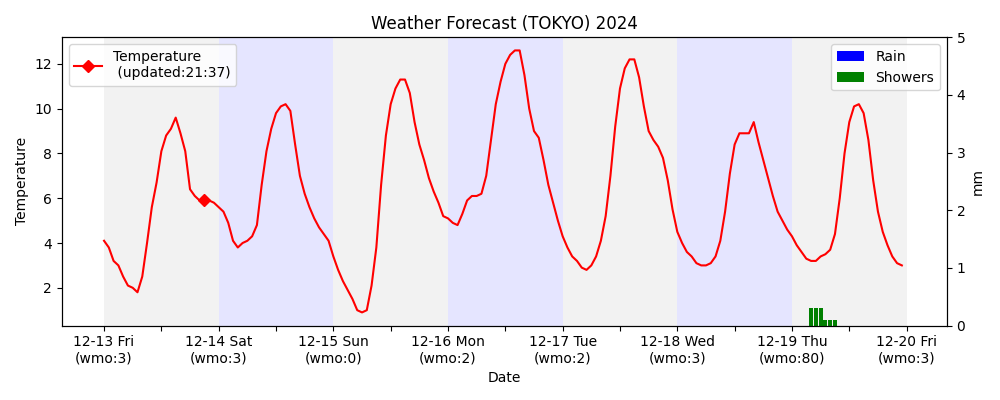 Weather Forecast (TOKYO) 2024
Temperature
(updated:21:37)
Rain
Showers
Temperature
12
10
8
6
4
2
5
4
3
2
1
0
mm
12-13 Fri
(wmo:3)
12-14 Sat
(wmo:3)
12-15 Sun
(wmo:0)
12-16 Mon
(wmo:2)
12-17 Tue
(wmo:2)
12-18 Wed
(wmo:3)
12-19 Thu
(wmo:80)
12-20 Fri
(wmo:3)
Date